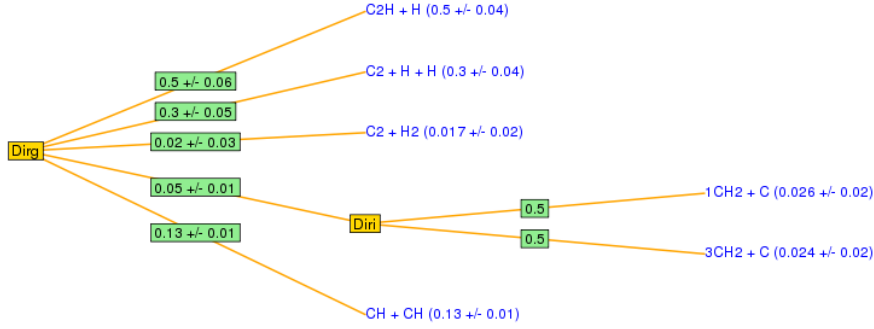 C2H + H (0.5 +/- 0.04)
0.5 +/- 0.06
C2 + H + H (0.3 +/- 0.04)
0.3 +/- 0.05
C2 + H2 (0.017 +/- 0.02)
0.02 +/- 0.03
Dirg
0.05 +/- 0.01
1CH2 + C (0.026 +/- 0.02)
0.5
Diri
0.13 +/- 0.01
0.5
3CH2 + C (0.024 +/- 0.02)
CH + CH (0.13 +/- 0.01)